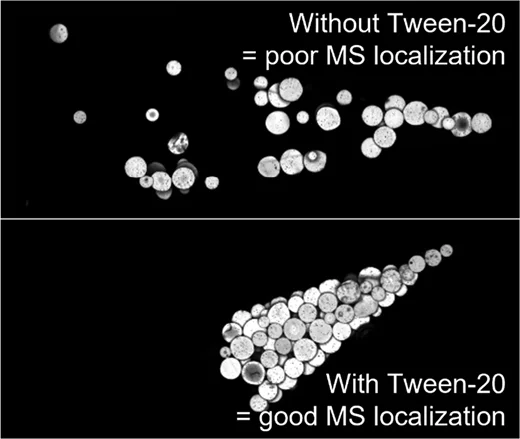 Without Tween-20
= poor MS localization
With Tween-20
= good MS localization